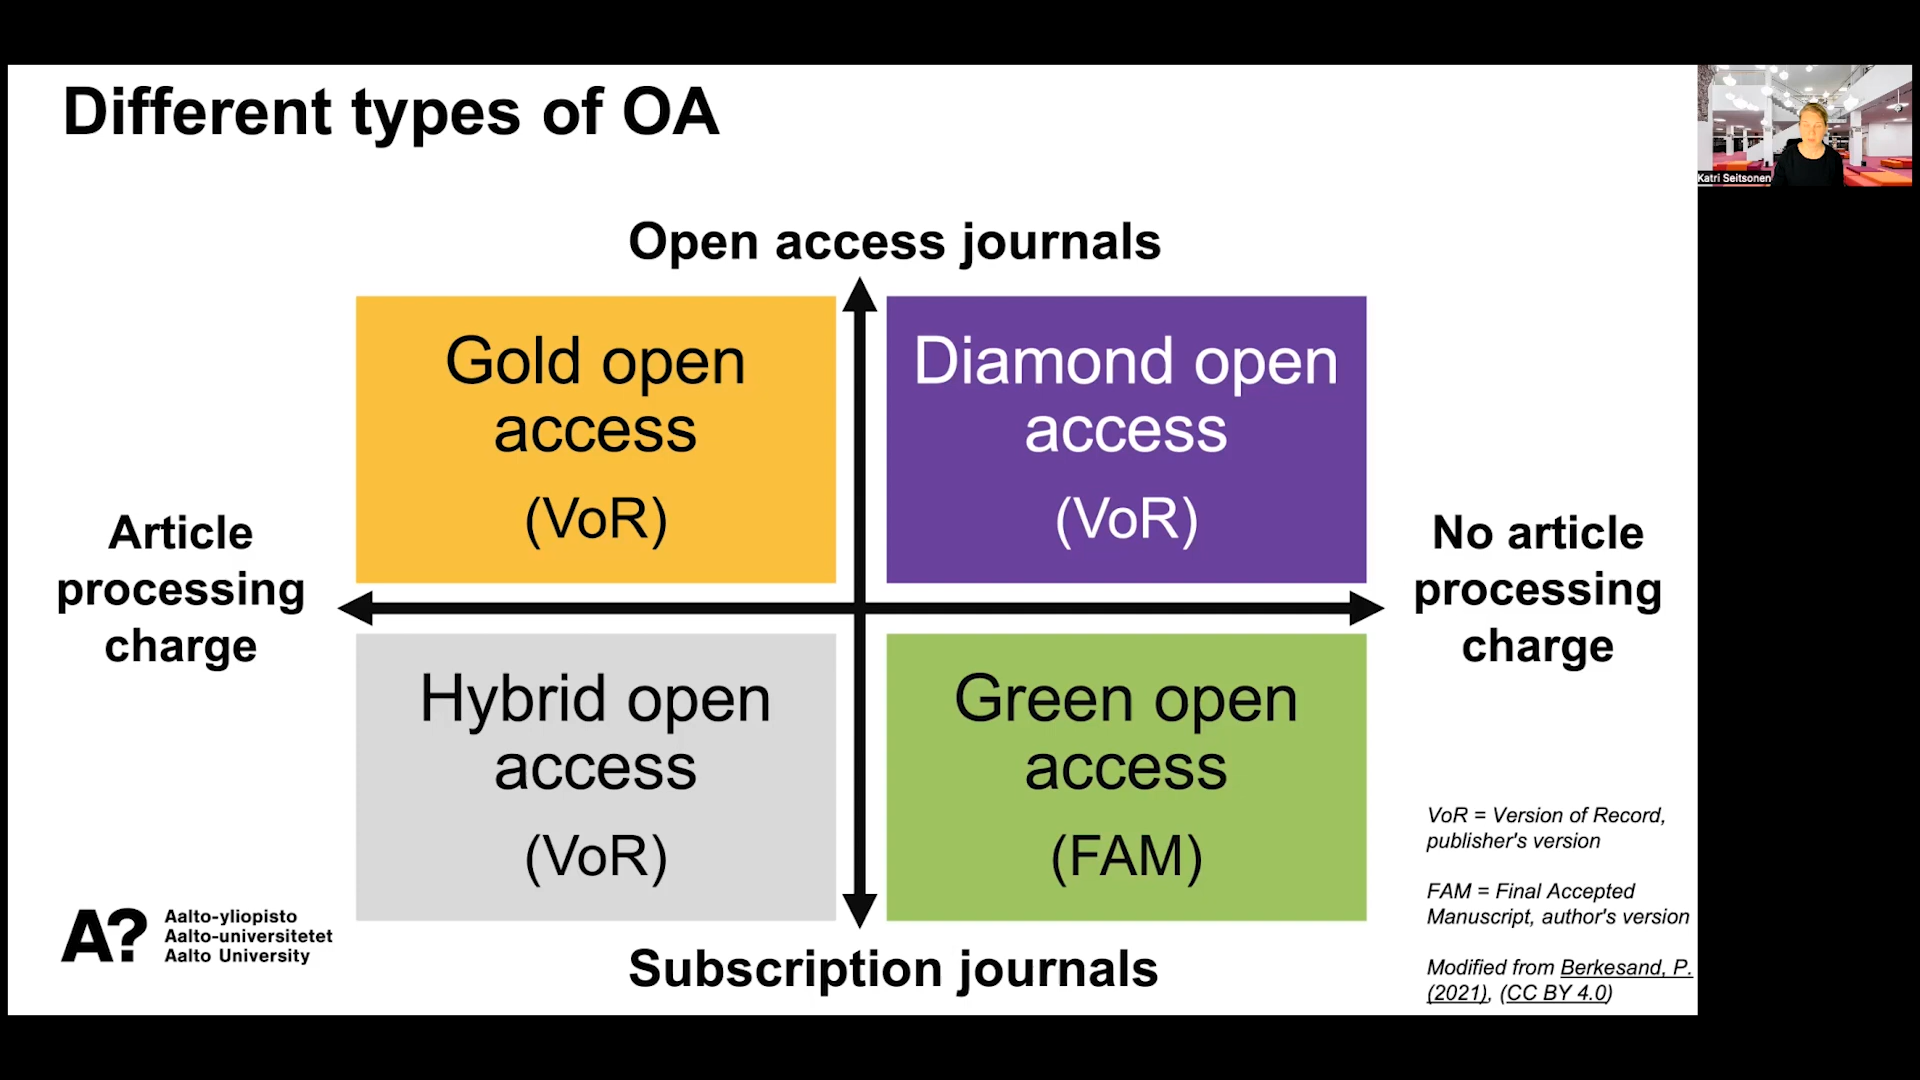 Different types of OA
Katri Seitsonen
Open access journals
Gold open
access
(VoR)
Diamond open
access
(VoR)
Article
processing
charge
No article
processing
charge
Hybrid open
access
(VoR)
Green open
access
(FAM)
VoR = Version of Record,
publisher's version
FAM = Final Accepted
Manuscript, author's version
Modified from Berkesand, P.
(2021), (CC BY 4.0)
A?
Aalto-yliopisto
Aalto-universitetet
Aalto University
Subscription journals